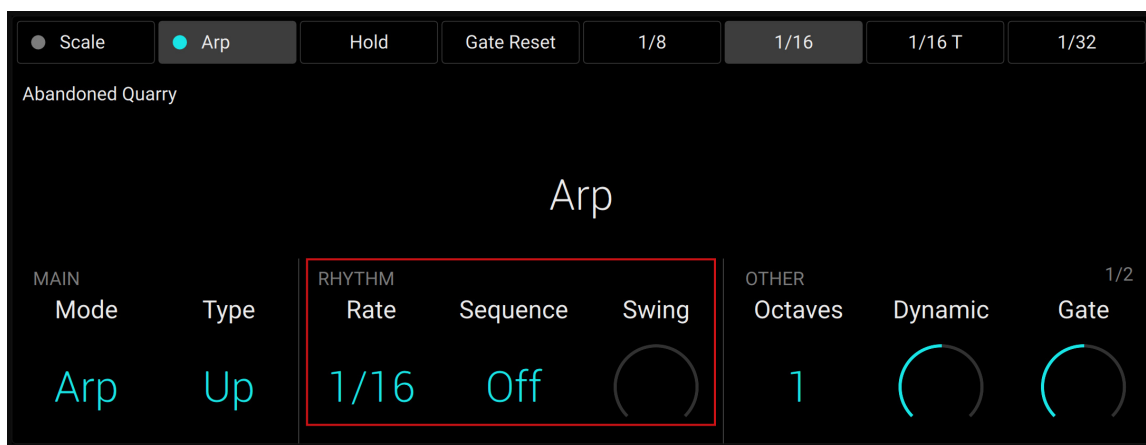 Scale Arp Hold Gate Reset 1/8 1/16 1/16 T 1/32
Abandoned Quarry
Arp
MAIN RHYTHM OTHER 1/2
Mode Type Rate Sequence Swing Octaves Dynamic Gate
Arp Up 1/16 Off 1